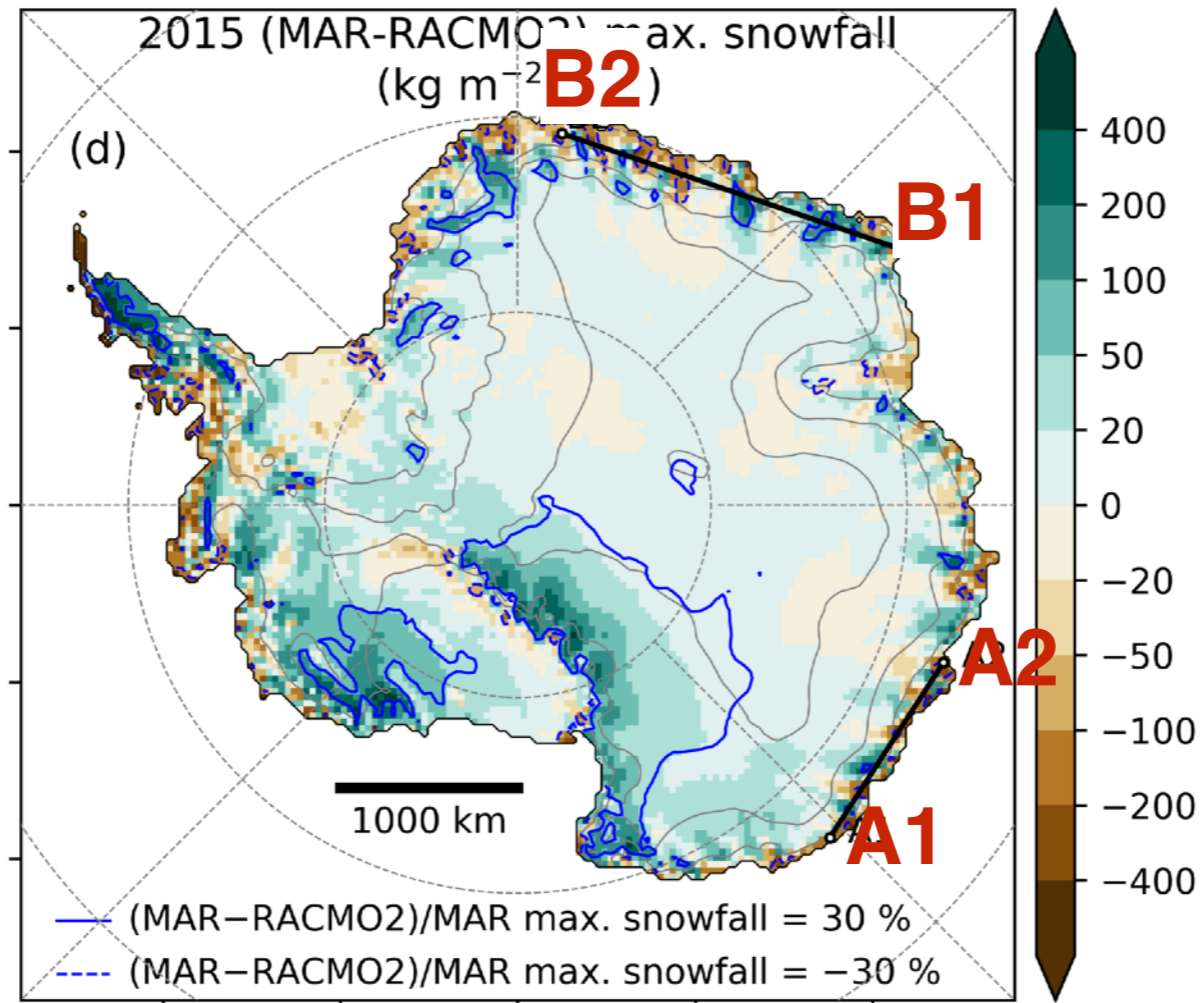 2015 (MAR-RACMO2) max. snowfall
(kg m⁻² )
B2
(d)
B1
A2
A1
1000 km
(MAR−RACMO2)/MAR max. snowfall = 30 %
(MAR−RACMO2)/MAR max. snowfall = −30 %
400
200
100
50
20
0
−20
−50
−100
−200
−400